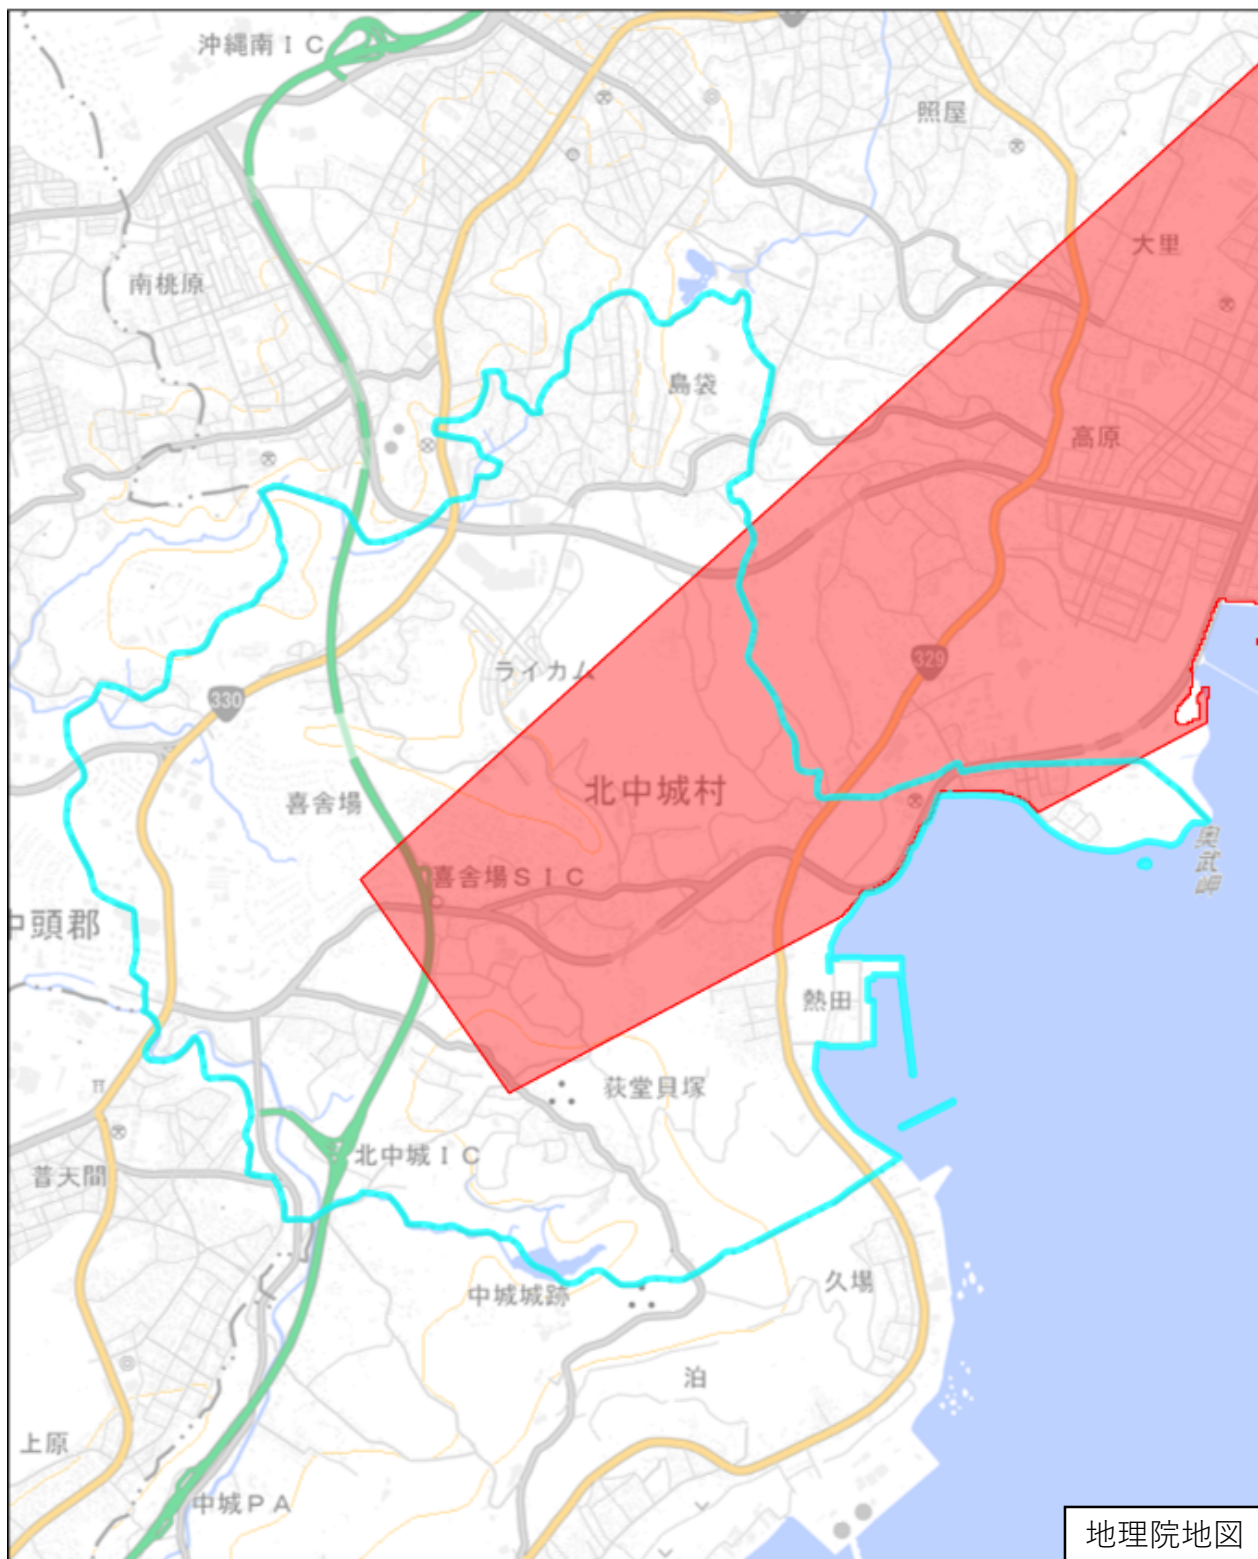 沖縄南ＩＣ
照屋
大里
南桃原
島袋
高原
329
ライカム
330
北中城村
喜舎場
奥武岬
喜舎場ＳＩＣ
中頭郡
熱田
荻堂貝塚
北中城ＩＣ
普天間
久場
中城城跡
泊
上原
中城ＰＡ
地理院地図